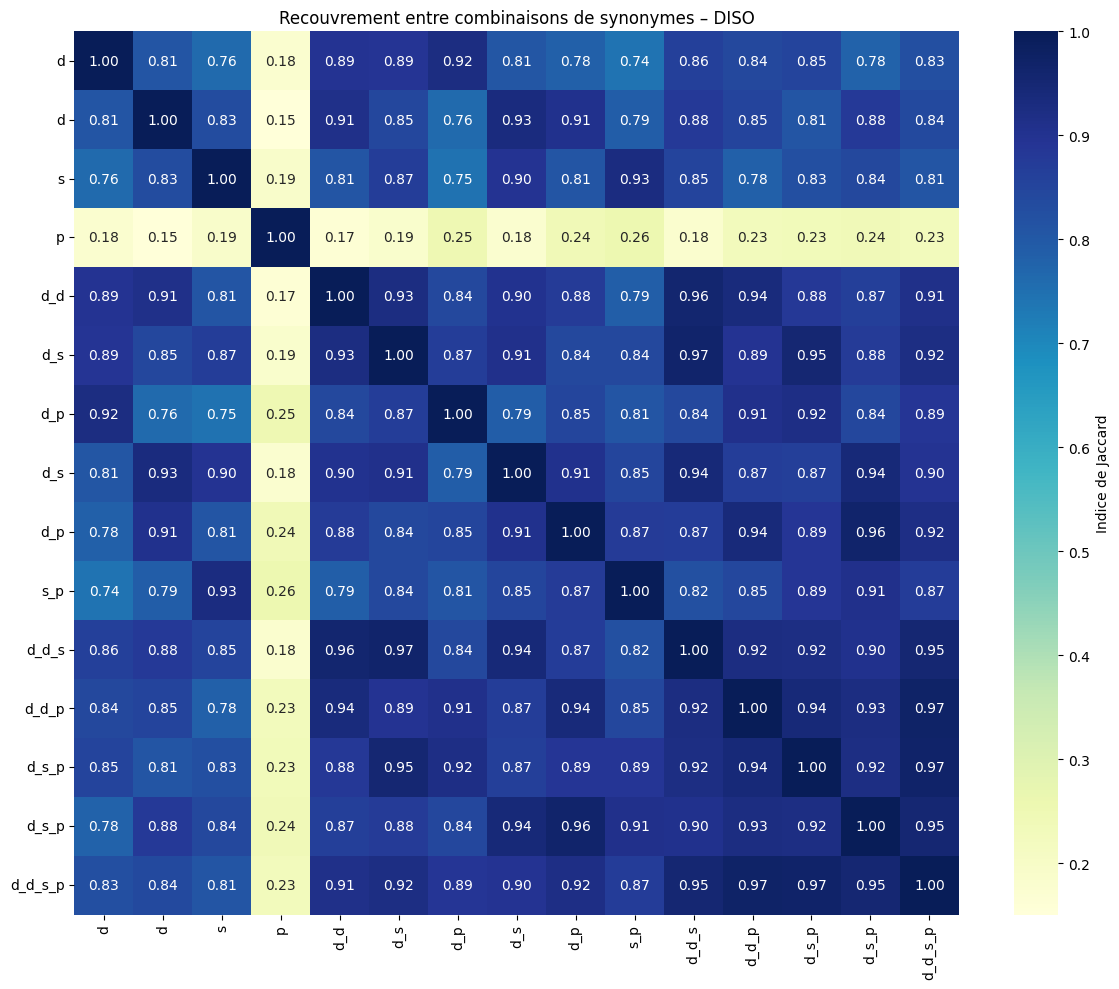 Recouvrement entre combinaisons de synonymes – DISO
d 1.00 0.81 0.76 0.18 0.89 0.89 0.92 0.81 0.78 0.74 0.86 0.84 0.85 0.78 0.83
d 0.81 1.00 0.83 0.15 0.91 0.85 0.76 0.93 0.91 0.79 0.88 0.85 0.81 0.88 0.84
s 0.76 0.83 1.00 0.19 0.81 0.87 0.75 0.90 0.81 0.93 0.85 0.78 0.83 0.84 0.81
p 0.18 0.15 0.19 1.00 0.17 0.19 0.25 0.18 0.24 0.26 0.18 0.23 0.23 0.24 0.23
d_d 0.89 0.91 0.81 0.17 1.00 0.93 0.84 0.90 0.88 0.79 0.96 0.94 0.88 0.87 0.91
d_s 0.89 0.85 0.87 0.19 0.93 1.00 0.87 0.91 0.84 0.84 0.97 0.89 0.95 0.88 0.92
d_p 0.92 0.76 0.75 0.25 0.84 0.87 1.00 0.79 0.85 0.81 0.84 0.91 0.92 0.84 0.89
d_s 0.81 0.93 0.90 0.18 0.90 0.91 0.79 1.00 0.91 0.85 0.94 0.87 0.87 0.94 0.90
d_p 0.78 0.91 0.81 0.24 0.88 0.84 0.85 0.91 1.00 0.87 0.87 0.94 0.89 0.96 0.92
s_p 0.74 0.79 0.93 0.26 0.79 0.84 0.81 0.85 0.87 1.00 0.82 0.85 0.89 0.91 0.87
d_d_s 0.86 0.88 0.85 0.18 0.96 0.97 0.84 0.94 0.87 0.82 1.00 0.92 0.92 0.90 0.95
d_d_p 0.84 0.85 0.78 0.23 0.94 0.89 0.91 0.87 0.94 0.85 0.92 1.00 0.94 0.93 0.97
d_s_p 0.85 0.81 0.83 0.23 0.88 0.95 0.92 0.87 0.89 0.89 0.92 0.94 1.00 0.92 0.97
d_s_p 0.78 0.88 0.84 0.24 0.87 0.88 0.84 0.94 0.96 0.91 0.90 0.93 0.92 1.00 0.95
d_d_s_p 0.83 0.84 0.81 0.23 0.91 0.92 0.89 0.90 0.92 0.87 0.95 0.97 0.97 0.95 1.00
d d s p d_d d_s d_p d_s d_p s_p d_d_s d_d_p d_s_p d_s_p d_d_s_p
1.0
0.9
0.8
0.7
0.6
0.5
0.4
0.3
0.2
Indice de Jaccard